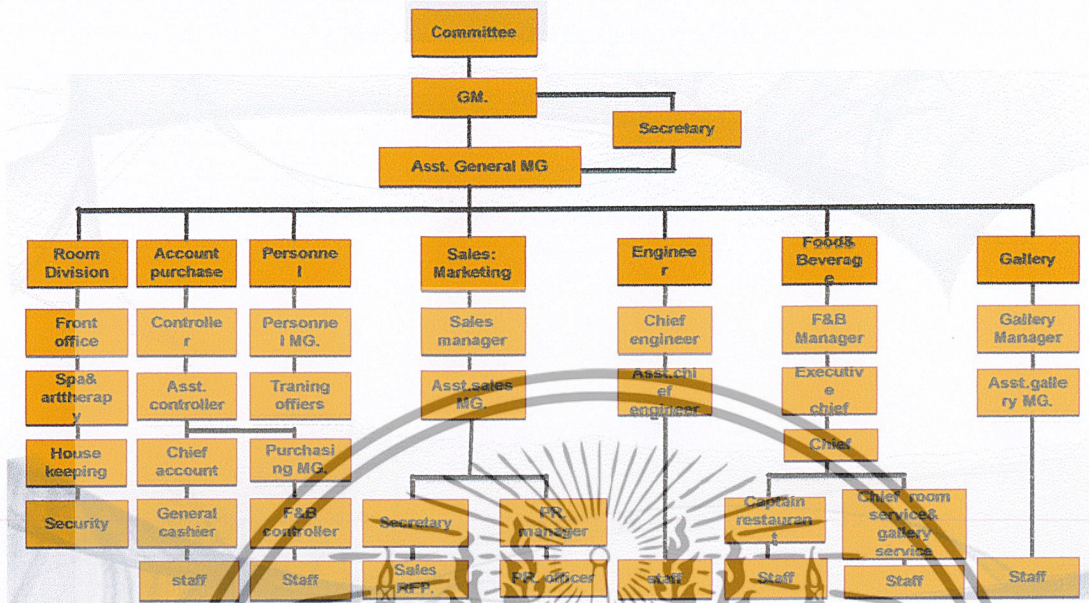 Committee
GM.
Secretary
Asst. General MG
Room
Division
Account
purchase
Personne
l
Sales:
Marketing
Enginee
r
Food&
Beverag
e
Gallery
Front
office
Controlle
r
Personne
l MG.
Sales
manager
Chief
engineer
F&B
Manager
Gallery
Manager
Spa&
arttherap
y
Asst.
controller
Traning
offiers
Asst.sales
MG.
Asst.chi
ef
engineer
Executiv
e
chief
Asst.galle
ry MG.
House
keeping
Chief
account
Purchasi
ng MG.
Chief
Security
General
cashier
F&B
controller
Secretary
PR.
manager
Captain
restauran
t
Chief room
service&
gallery
service
staff
Staff
Sales
RFP.
PR. officer
staff
Staff
Staff
Staff